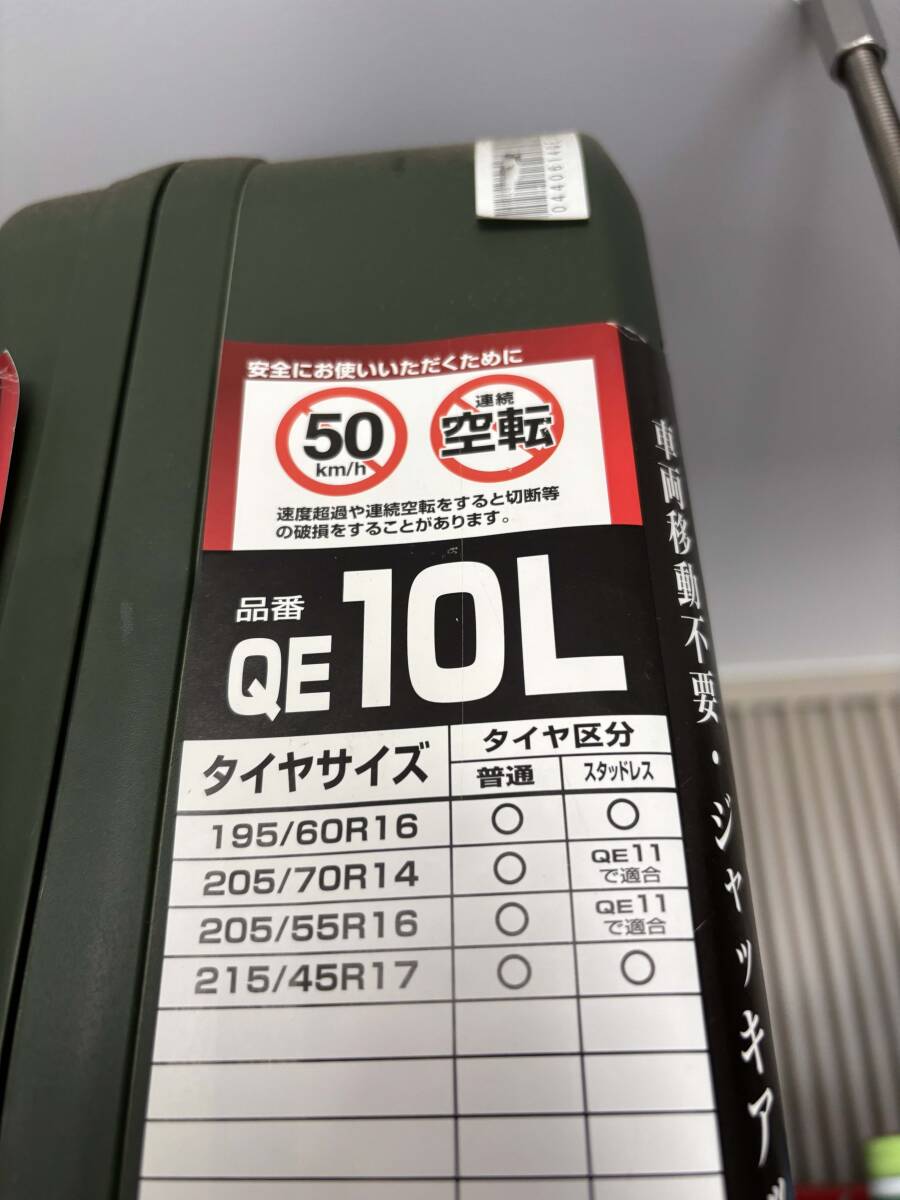 0440614
安全にお使いいただくために
50
km/h
連続
空転
速度超過や連続空転をすると切断等
の破損をすることがあります。
品番
QE10L
タイヤサイズ
タイヤ区分
普通
スタッドレス
195/60R16 ○ ○
205/70R14 ○ QE11
で適合
205/55R16 ○ QE11
で適合
215/45R17 ○ ○
車両移動不要・ジャッキア